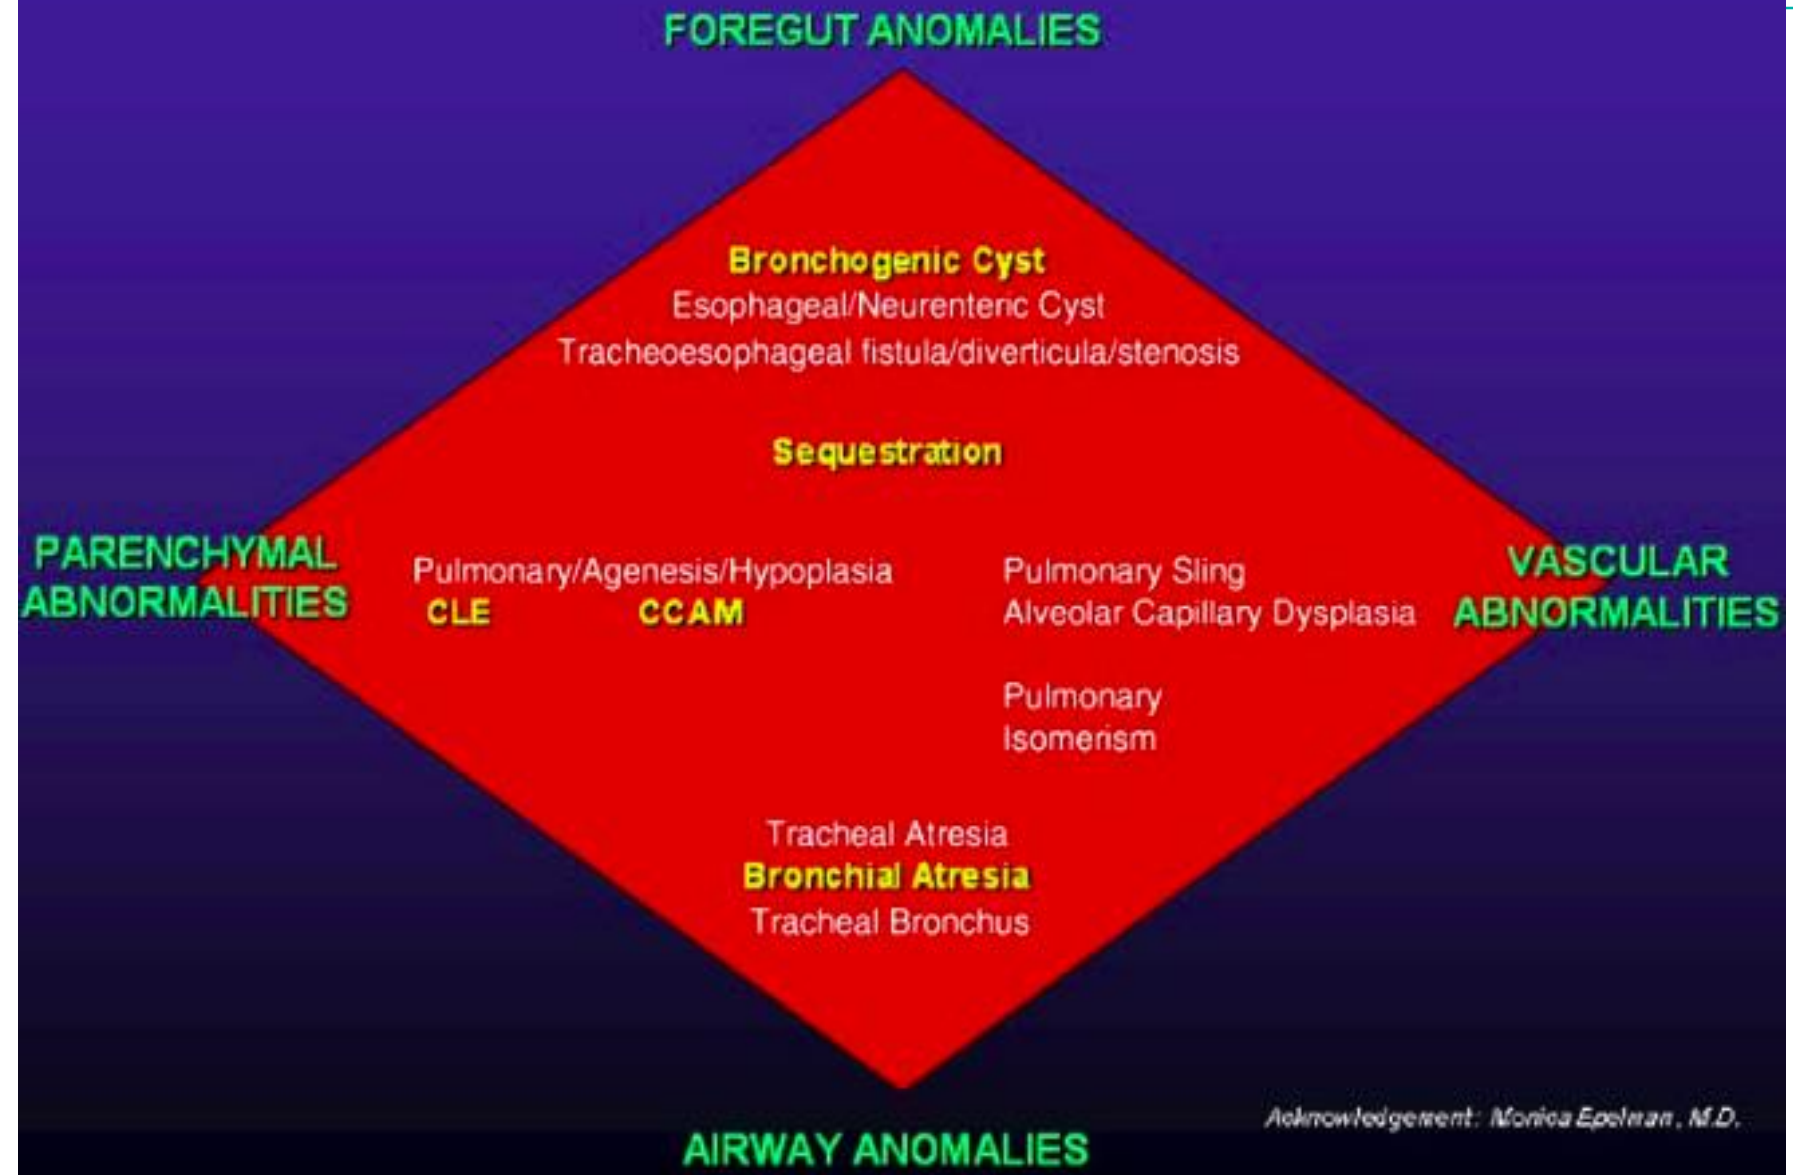 FOREGUT ANOMALIES
Bronchogenic Cyst
Esophageal/Neurenteric Cyst
Tracheoesophageal fistula/diverticula/stenosis
Sequestration
PARENCHYMAL
ABNORMALITIES
Pulmonary/Agenesis/Hypoplasia
CLE CCAM
Pulmonary Sling
Alveolar Capillary Dysplasia
VASCULAR
ABNORMALITIES
Pulmonary
Isomerism
Tracheal Atresia
Bronchial Atresia
Tracheal Bronchus
Acknowledgement: Monica Epelman, M.D.
AIRWAY ANOMALIES